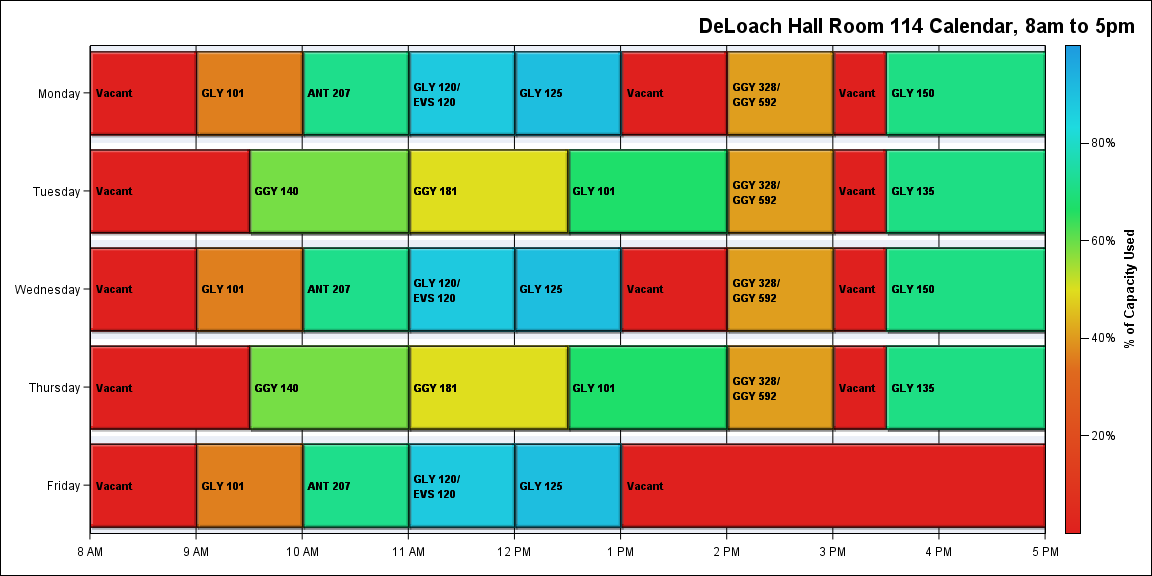 DeLoach Hall Room 114 Calendar, 8am to 5pm
Monday
Vacant
GLY 101
ANT 207
GLY 120/
EVS 120
GLY 125
Vacant
GGY 328/
GGY 592
Vacant
GLY 150
Tuesday
Vacant
GGY 140
GGY 181
GLY 101
GGY 328/
GGY 592
Vacant
GLY 135
Wednesday
Vacant
GLY 101
ANT 207
GLY 120/
EVS 120
GLY 125
Vacant
GGY 328/
GGY 592
Vacant
GLY 150
Thursday
Vacant
GGY 140
GGY 181
GLY 101
GGY 328/
GGY 592
Vacant
GLY 135
Friday
Vacant
GLY 101
ANT 207
GLY 120/
EVS 120
GLY 125
Vacant
8 AM
9 AM
10 AM
11 AM
12 PM
1 PM
2 PM
3 PM
4 PM
5 PM
80%
60%
40%
20%
% of Capacity Used